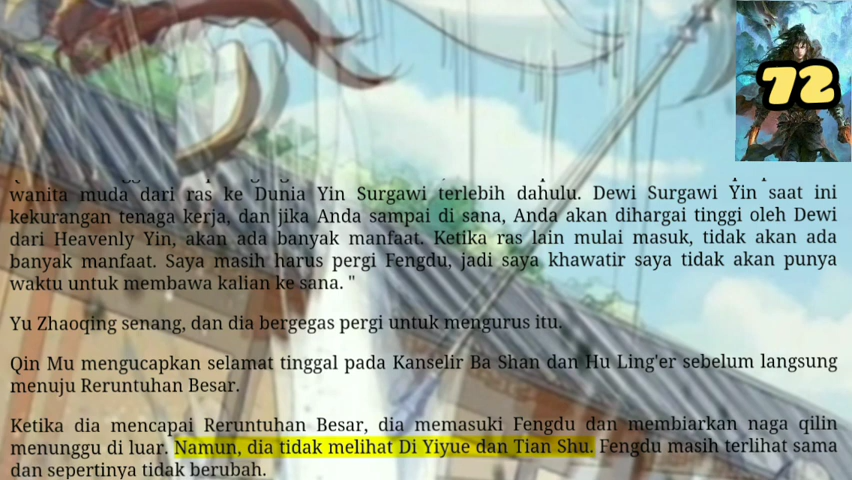 72
wanita muda dari ras ke Dunia Yin Surgawi terlebih dahulu. Dewi Surgawi Yin saat ini
kekurangan tenaga kerja, dan jika Anda sampai di sana, Anda akan dihargai tinggi oleh Dewi
dari Heavenly Yin, akan ada banyak manfaat. Ketika ras lain mulai masuk, tidak akan ada
banyak manfaat. Saya masih harus pergi Fengdu, jadi saya khawatir saya tidak akan punya
waktu untuk membawa kalian ke sana. "
Yu Zhaoqing senang, dan dia bergegas pergi untuk mengurus itu.
Qin Mu mengucapkan selamat tinggal pada Kanselir Ba Shan dan Hu Ling'er sebelum langsung
menuju Reruntuhan Besar.
Ketika dia mencapai Reruntuhan Besar, dia memasuki Fengdu dan membiarkan naga qilin
menunggu di luar. Namun, dia tidak melihat Di Yiyue dan Tian Shu. Fengdu masih terlihat sama
dan sepertinya tidak berubah.